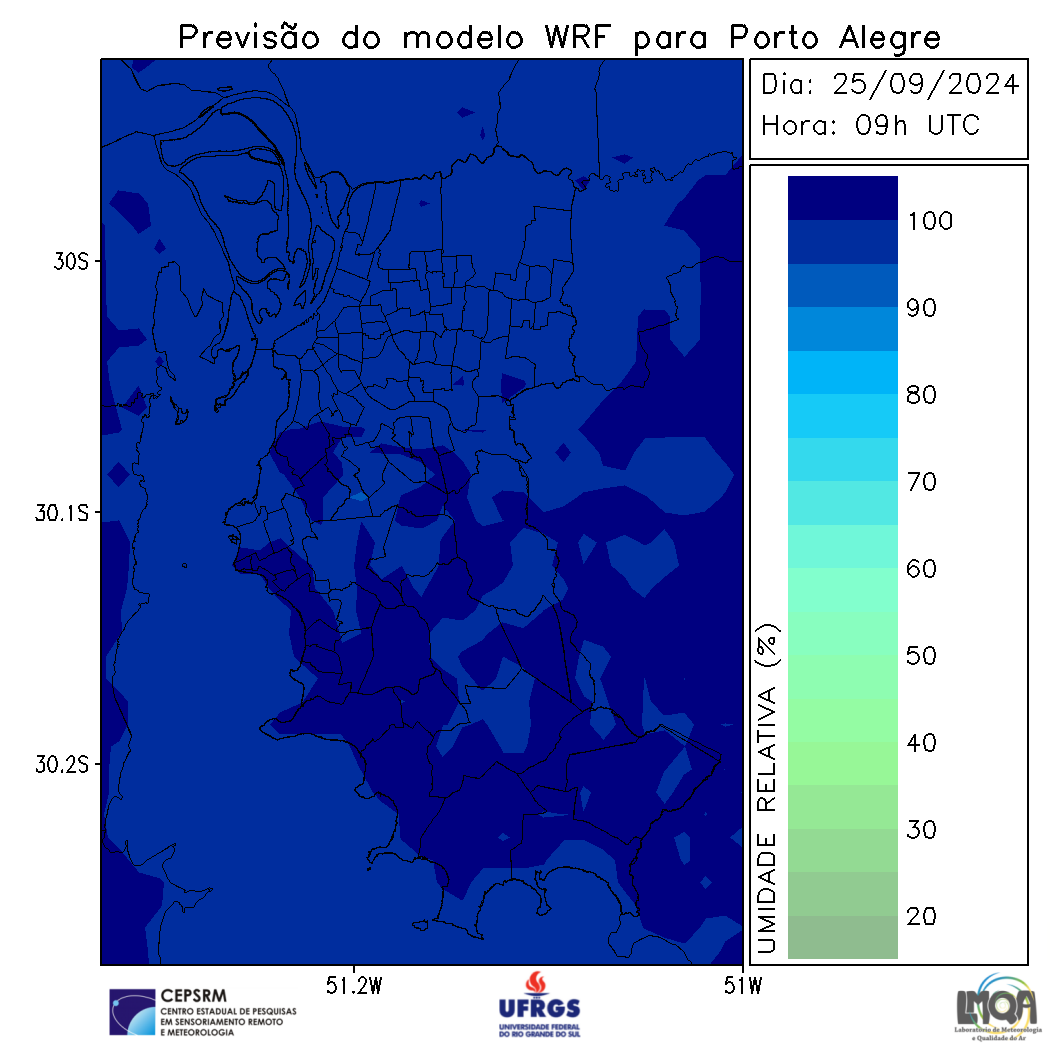 Previsão do modelo WRF para Porto Alegre
Dia: 25/09/2024
Hora: 09h UTC
30S
30.1S
30.2S
51.2W
51W
100
90
80
70
60
50
40
30
20
UMIDADE RELATIVA (%)
CEPSRM
CENTRO ESTADUAL DE PESQUISAS
EM SENSORIAMENTO REMOTO
E METEOROLOGIA
UFRGS
UNIVERSIDADE FEDERAL
DO RIO GRANDE DO SUL
LMQA
Laboratório de Meteorologia
e Qualidade do Ar